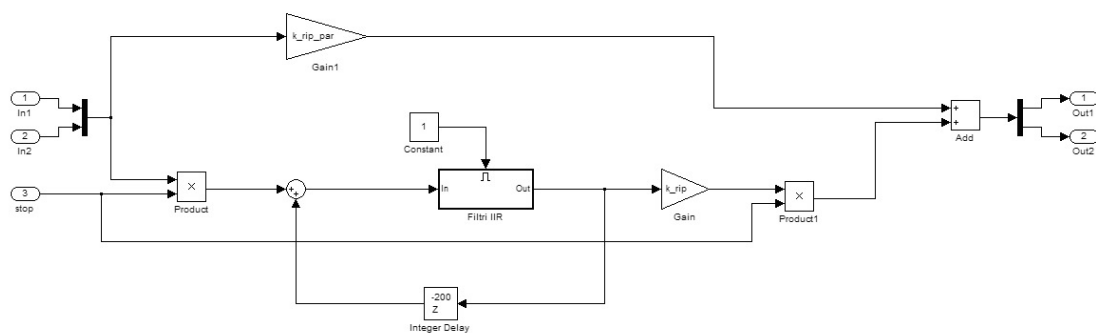 k_rip_par
Gain1
1
In1
2
In2
3
stop
×
Product
1
Constant
+
+
In
Out
Filtri IIR
k_rip
Gain
×
Product1
+
+
Add
1
Out1
2
Out2
-200
Z
Integer Delay